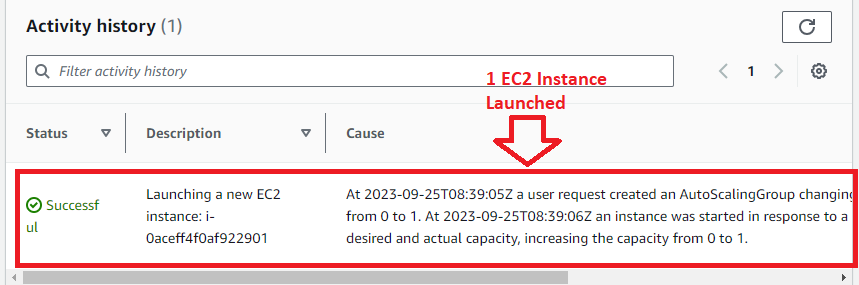 Activity history (1)
Filter activity history
1
1 EC2 Instance
Launched
Status
Description
Cause
Successf
ul
Launching a new EC2
instance: i-
0aceff4f0af922901
At 2023-09-25T08:39:05Z a user request created an AutoScalingGroup changing
from 0 to 1. At 2023-09-25T08:39:06Z an instance was started in response to a
desired and actual capacity, increasing the capacity from 0 to 1.